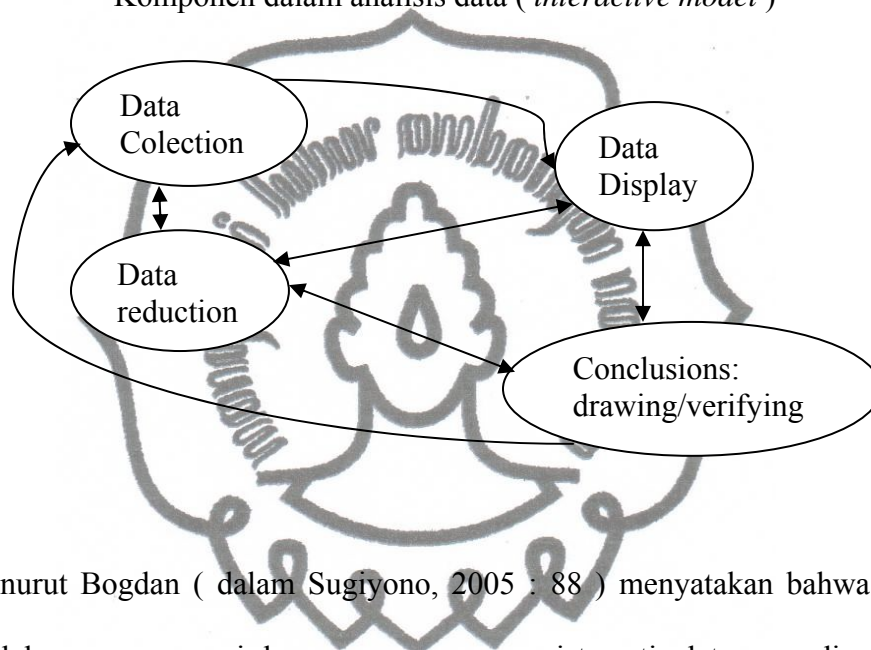 Komponen dalam analisis data ( interactive model )
Data
Colection
Data
Display
Data
reduction
Conclusions:
drawing/verifying
nurut Bogdan ( dalam Sugiyono, 2005 : 88 ) menyatakan bahwa